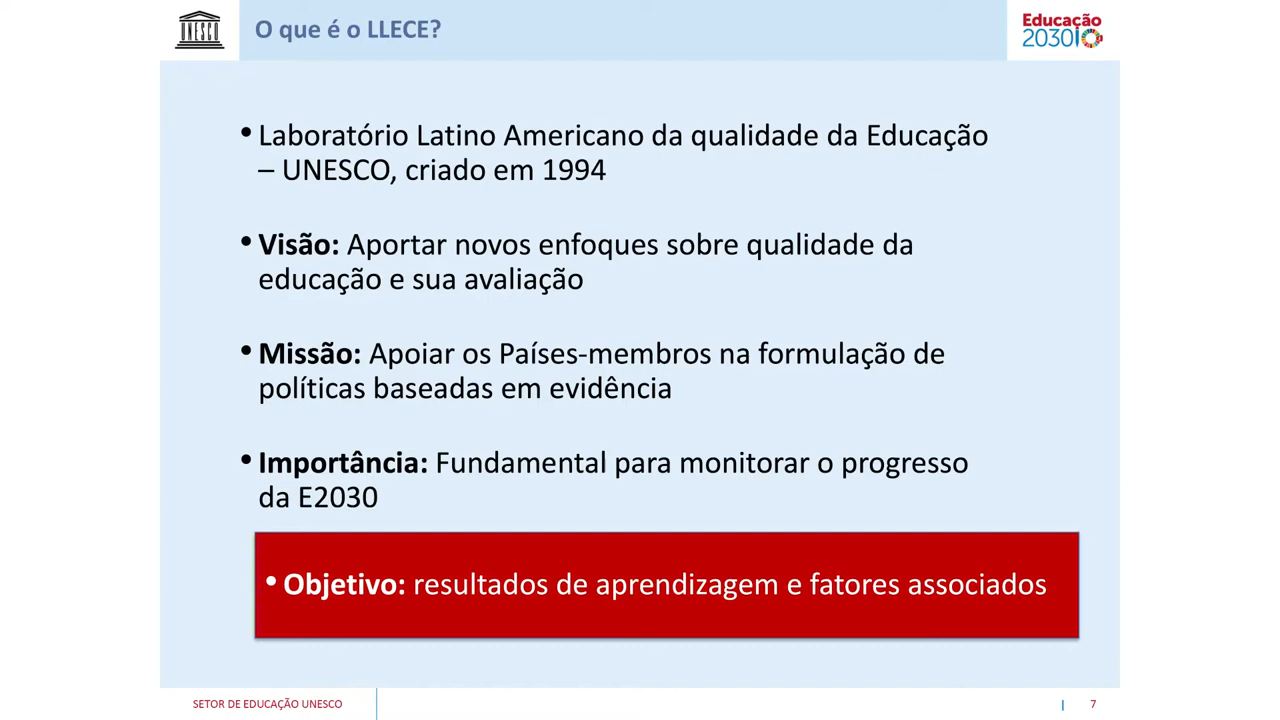 UNESCO
O que é o LLECE?
Educação
2030
• Laboratório Latino Americano da qualidade da Educação
– UNESCO, criado em 1994
• Visão: Aportar novos enfoques sobre qualidade da
educação e sua avaliação
• Missão: Apoiar os Países-membros na formulação de
políticas baseadas em evidência
• Importância: Fundamental para monitorar o progresso
da E2030
• Objetivo: resultados de aprendizagem e fatores associados
SETOR DE EDUCAÇÃO UNESCO
| 7